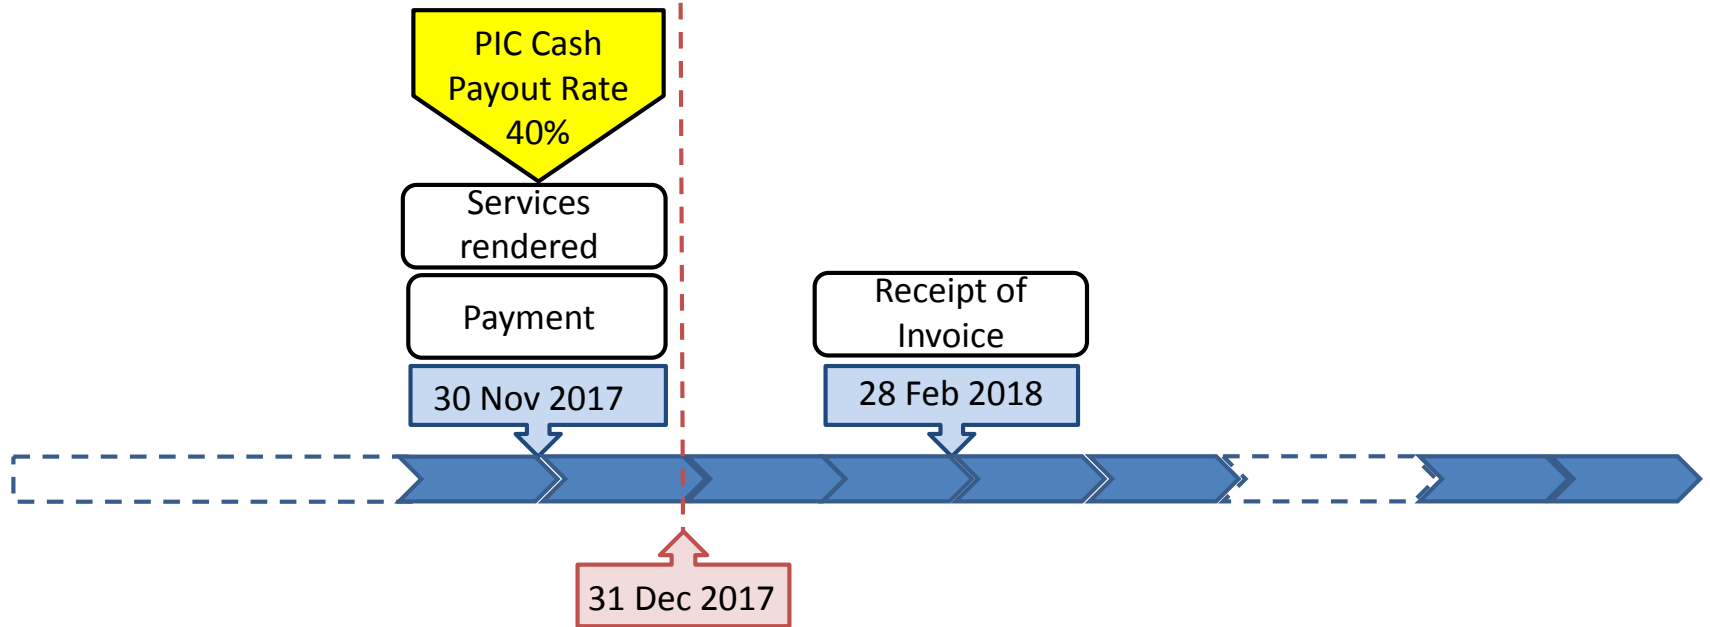 PIC Cash
Payout Rate
40%
Services
rendered
Payment
30 Nov 2017
Receipt of
Invoice
28 Feb 2018
31 Dec 2017